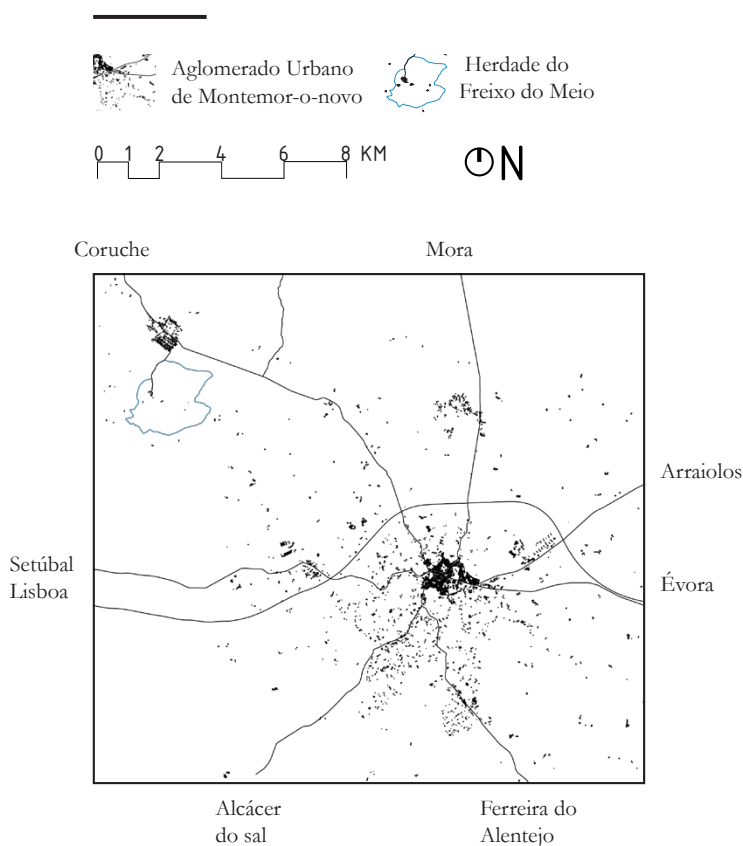 Aglomerado Urbano
de Montemor-o-novo
Herdade do
Freixo do Meio
0 1 2 4 6 8 KM
N
Coruche
Mora
Arraiolos
Setúbal
Lisboa
Évora
Alcácer
do sal
Ferreira do
Alentejo